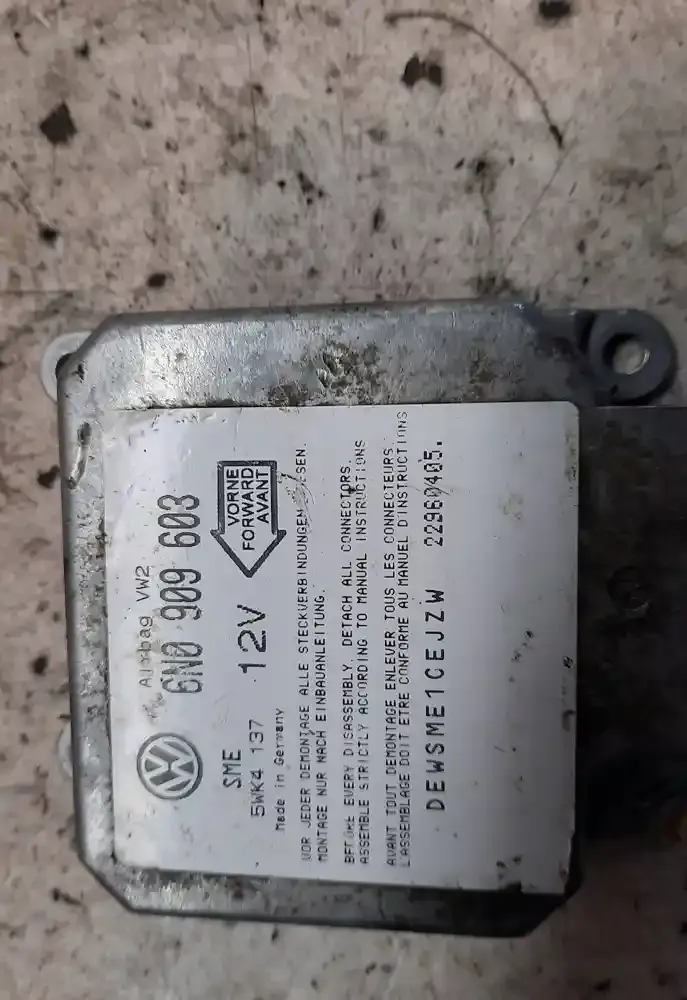 Airbag VW2
6N0 909 603
VORNE
FORWARD
AVANT
SME
12V
5WK4 137
Made in Germany
VOR JEDER DEMONTAGE ALLE STECKVERBINDUNGEN
MONTAGE NUR NACH EINBAUANLEITUNG.
BEFORE EVERY DISASSEMBLY, DETACH ALL CONNECTORS.
ASSEMBLE STRICTLY ACCORDING TO MANUAL INSTRUCTIONS
AVANT TOUT DEMONTAGE ENLEVER TOUS LES CONNECTEURS.
L'ASSEMBLAGE DOIT ETRE CONFORME AU MANUEL D'INSTRUCTIONS
DEWSME1CEJZW 22960405.